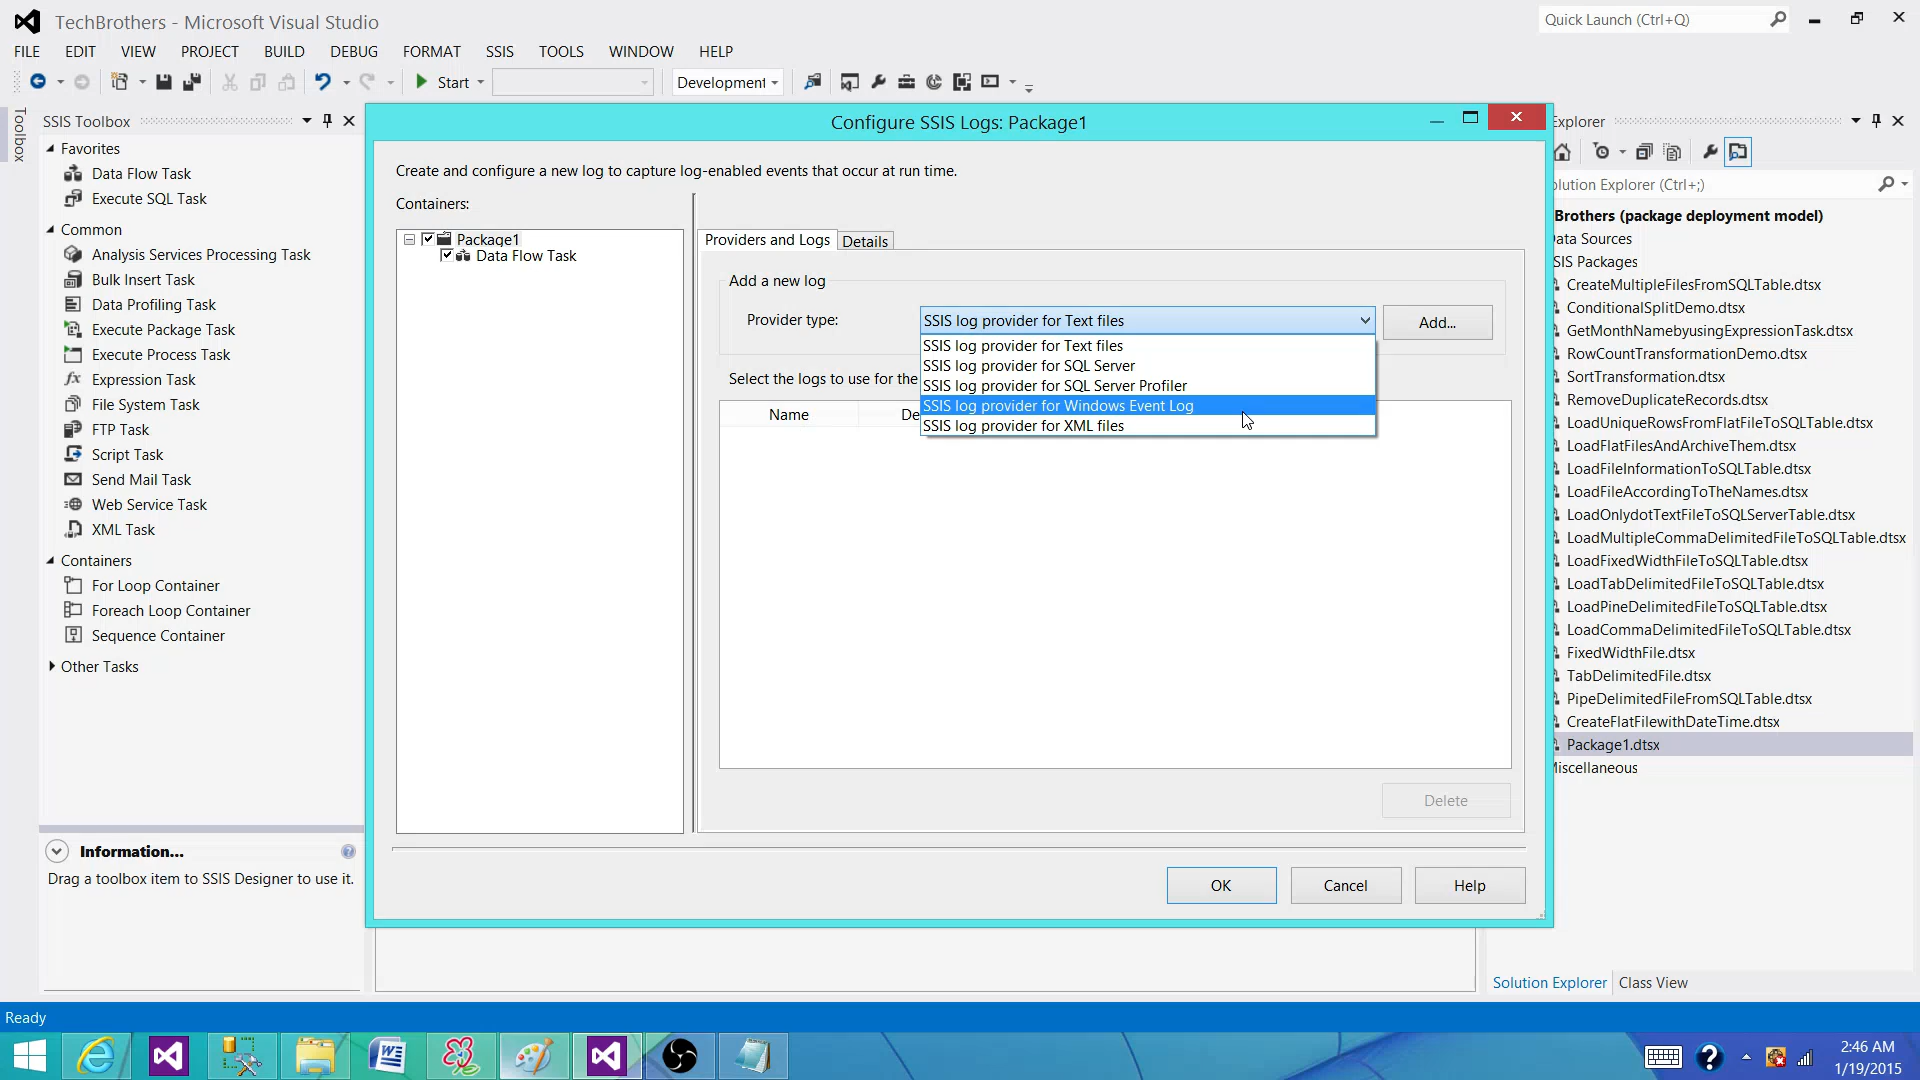 TechBrothers - Microsoft Visual Studio
Quick Launch (Ctrl+Q)
FILE EDIT VIEW PROJECT BUILD DEBUG FORMAT SSIS TOOLS WINDOW HELP
Start
Development
Toolbox
SSIS Toolbox
Favorites
Data Flow Task
Execute SQL Task
Common
Analysis Services Processing Task
Bulk Insert Task
Data Profiling Task
Execute Package Task
Execute Process Task
Expression Task
File System Task
FTP Task
Script Task
Send Mail Task
Web Service Task
XML Task
Containers
For Loop Container
Foreach Loop Container
Sequence Container
Other Tasks
Information...
Drag a toolbox item to SSIS Designer to use it.
Configure SSIS Logs: Package1
Create and configure a new log to capture log-enabled events that occur at run time.
Containers:
Package1
Data Flow Task
Providers and Logs
Details
Add a new log
Provider type:
SSIS log provider for Text files
Add...
SSIS log provider for Text files
SSIS log provider for SQL Server
SSIS log provider for SQL Server Profiler
SSIS log provider for Windows Event Log
SSIS log provider for XML files
Select the logs to use for the
Name
De
Delete
OK
Cancel
Help
Explorer
olution Explorer (Ctrl+;)
Brothers (package deployment model)
ata Sources
SIS Packages
CreateMultipleFilesFromSQLTable.dtsx
ConditionalSplitDemo.dtsx
GetMonthNamebyusingExpressionTask.dtsx
RowCountTransformationDemo.dtsx
SortTransformation.dtsx
RemoveDuplicateRecords.dtsx
LoadUniqueRowsFromFlatFileToSQLTable.dtsx
LoadFlatFilesAndArchiveThem.dtsx
LoadFileInformationToSQLTable.dtsx
LoadFileAccordingToTheNames.dtsx
LoadOnlydotTextFileToSQLServerTable.dtsx
LoadMultipleCommaDelimitedFileToSQLTable.dtsx
LoadFixedWidthFileToSQLTable.dtsx
LoadTabDelimitedFileToSQLTable.dtsx
LoadPineDelimitedFileToSQLTable.dtsx
LoadCommaDelimitedFileToSQLTable.dtsx
FixedWidthFile.dtsx
TabDelimitedFile.dtsx
PipeDelimitedFileFromSQLTable.dtsx
CreateFlatFilewithDateTime.dtsx
Package1.dtsx
Miscellaneous
Solution Explorer
Class View
Ready
2:46 AM
1/19/2015